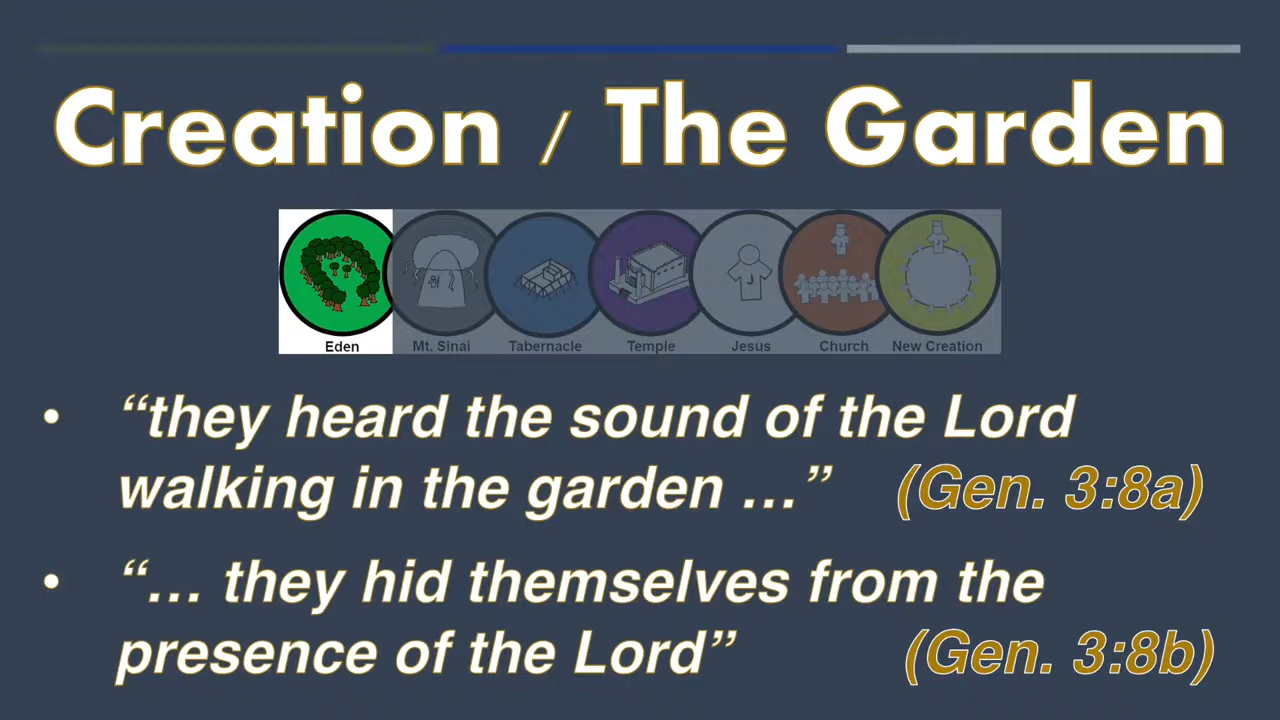 Creation / The Garden
Eden Mt. Sinai Tabernacle Temple Jesus Church New Creation
• “they heard the sound of the Lord
walking in the garden …” (Gen. 3:8a)
• “… they hid themselves from the
presence of the Lord” (Gen. 3:8b)